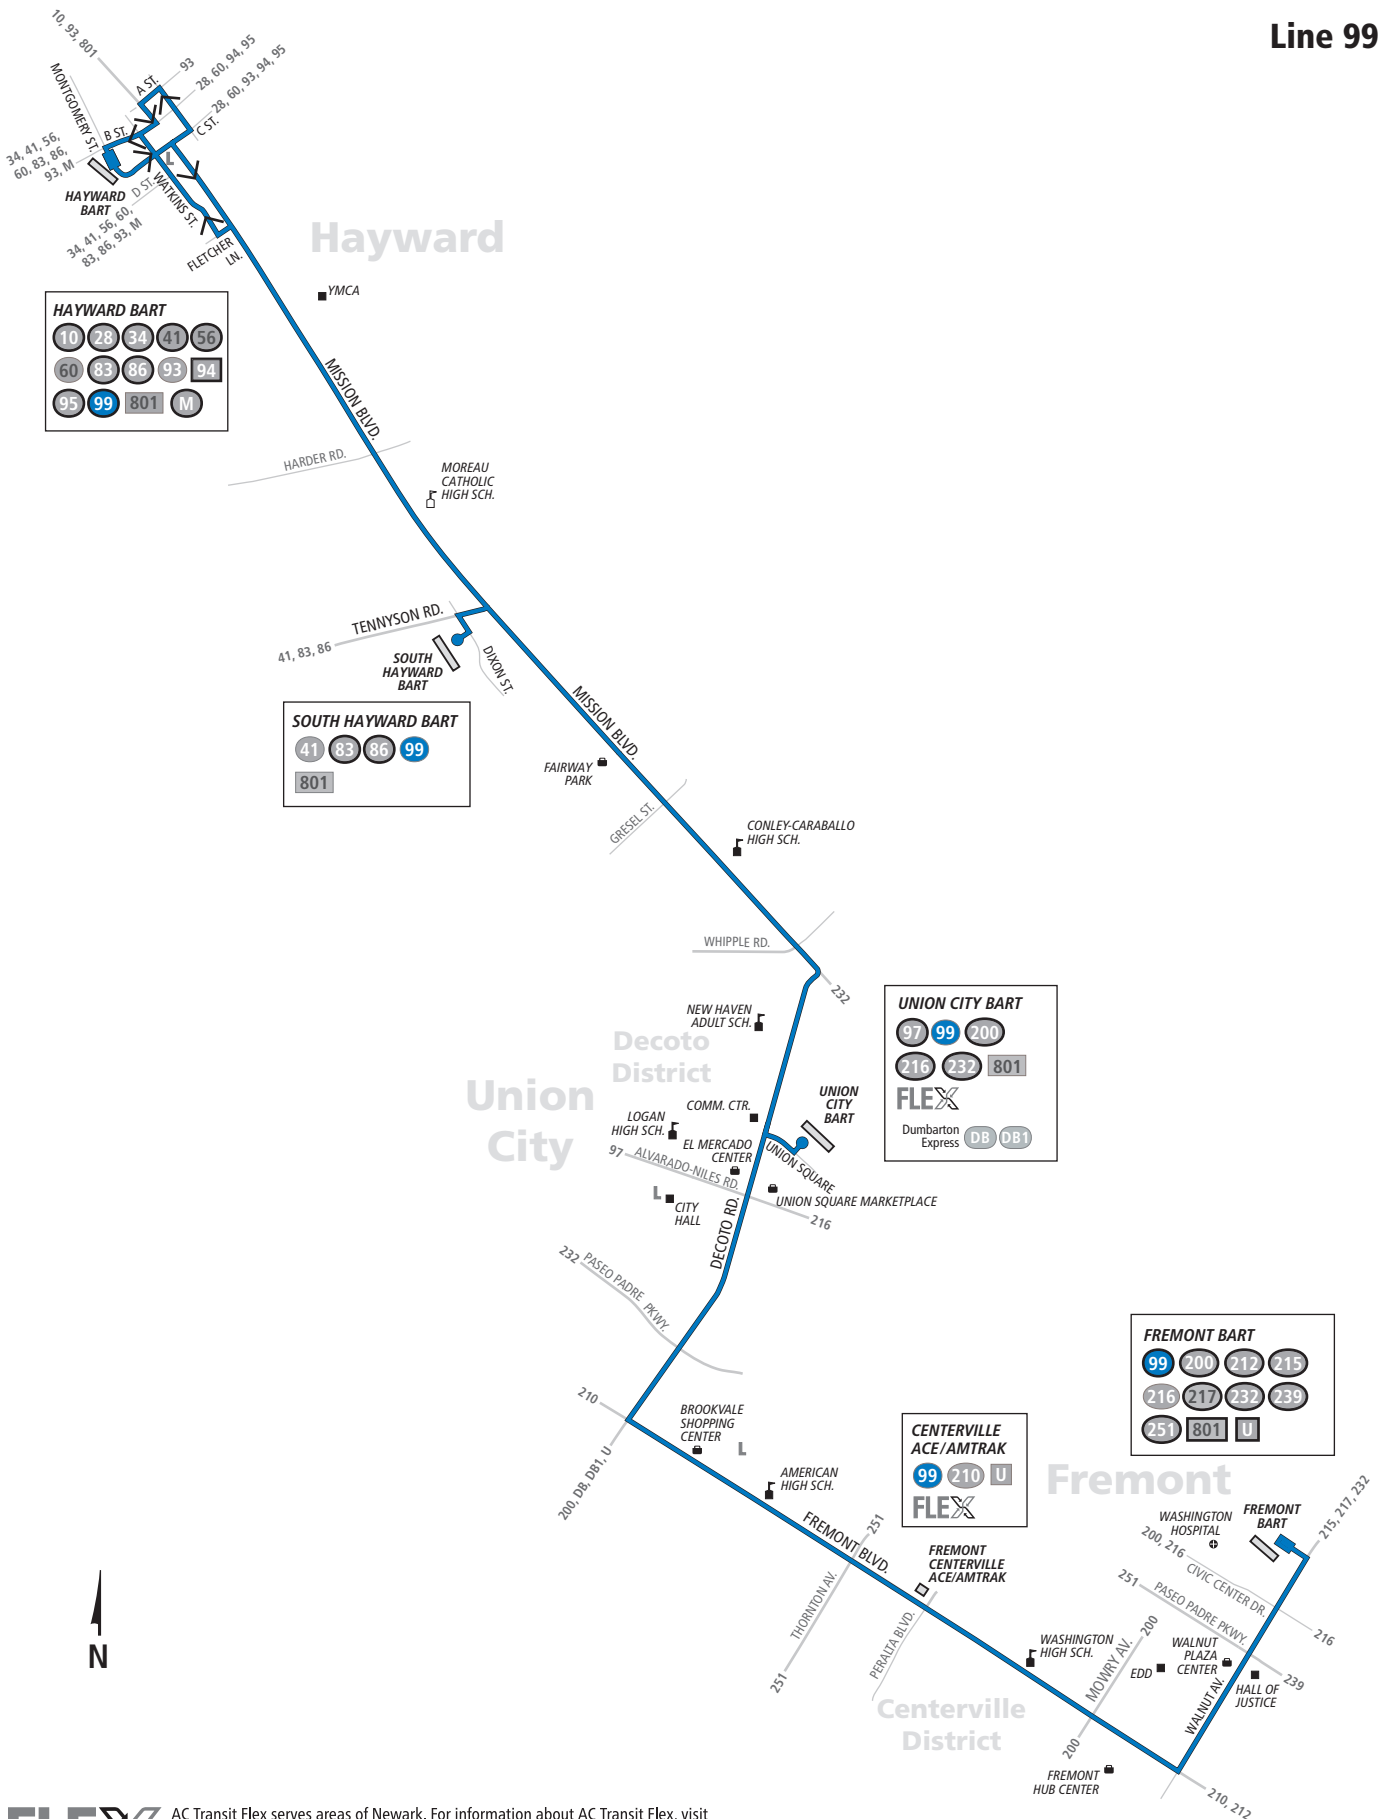 Line 99
10, 93, 801
93
28, 60, 94, 95
28, 60, 93, 94, 95
A ST.
MONTGOMERY ST.
B ST.
C ST.
L
34, 41, 56,
60, 83, 86,
93, M
HAYWARD
BART
D ST.
WATKINS ST.
34, 41, 56, 60,
83, 86, 93, M
FLETCHER
LN.
Hayward
YMCA
HAYWARD BART
10 28 34 41 56
60 83 86 93 94
95 99 801 M
MISSION BLVD.
HARDER RD.
MOREAU
CATHOLIC
HIGH SCH.
TENNYSON RD.
41, 83, 86
SOUTH
HAYWARD
BART
DIXON ST.
SOUTH HAYWARD BART
41 83 86 99
801
MISSION BLVD.
FAIRWAY
PARK
GRESEL ST.
CONLEY-CARABALLO
HIGH SCH.
WHIPPLE RD.
232
NEW HAVEN
ADULT SCH.
Decoto
District
Union
City
UNION CITY BART
97 99 200
216 232 801
FLEX
Dumbarton
Express DB DB1
UNION
CITY
BART
COMM. CTR.
LOGAN
HIGH SCH.
EL MERCADO
CENTER
UNION SQUARE
97
ALVARADO-NILES RD.
UNION SQUARE MARKETPLACE
216
L
CITY
HALL
DECOTO RD.
232
PASEO PADRE PKWY.
210
200, DB, DB1, U
BROOKVALE
SHOPPING
CENTER
L
AMERICAN
HIGH SCH.
FREMONT BLVD.
251
THORNTON AV.
251
CENTERVILLE
ACE/AMTRAK
99 210 U
FLEX
FREMONT
CENTERVILLE
ACE/AMTRAK
PERALTA BLVD.
Centerville
District
FREMONT BART
99 200 212 215
216 217 232 239
251 801 U
Fremont
WASHINGTON
HOSPITAL
FREMONT
BART
215, 217, 232
200, 216
CIVIC CENTER DR.
216
251
PASEO PADRE PKWY.
239
WASHINGTON
HIGH SCH.
200
MOWRY AV.
200
EDD
WALNUT
PLAZA
CENTER
HALL OF
JUSTICE
WALNUT AV.
FREMONT
HUB CENTER
210, 212
N
FLEX
AC Transit Flex serves areas of Newark. For information about AC Transit Flex, visit